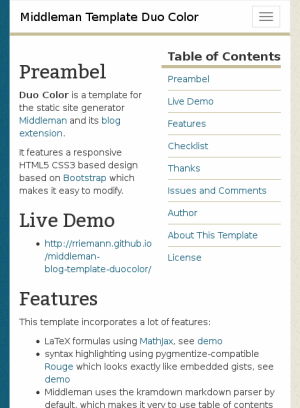 Middleman Template Duo Color
Table of Contents
Preambel
Live Demo
Features
Checklist
Thanks
Issues and Comments
Author
About This Template
License
Preambel
Duo Color is a template for
the static site generator
Middleman and its blog
extension.
It features a responsive
HTML5 CSS3 based design
based on Bootstrap which
makes it easy to modify.
Live Demo
http://rriemann.github.io
/middleman-
blog-template-duocolor/
Features
This template incorporates a lot of features:
LaTeX formulas using MathJax, see demo
syntax highlighting using pygmentize-compatible
Rouge which looks exactly like embedded gists, see
demo
Middleman uses the kramdown markdown parser by
default, which makes it very to use table of contents